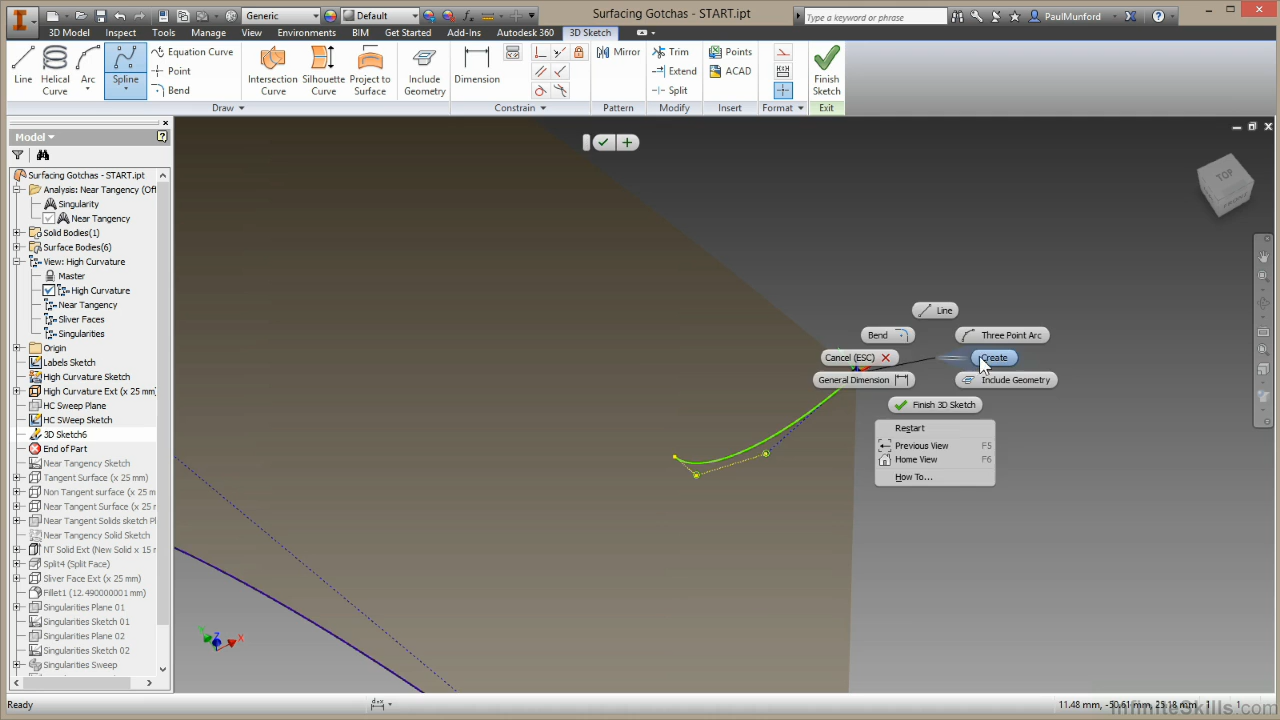 Generic
Default
Surfacing Gotchas - START.ipt
Type a keyword or phrase
PaulMunford
3D Model Inspect Tools Manage View Environments BIM Get Started Add-Ins Autodesk 360 3D Sketch
Line
Helical Curve
Arc
Spline
Equation Curve
Point
Bend
Intersection Curve
Silhouette Curve
Project to Surface
Include Geometry
Dimension
Mirror
Trim
Extend
Split
Points
ACAD
Finish Sketch
Draw Constrain Pattern Modify Insert Format Exit
Model
Surfacing Gotchas - START.ipt
Analysis: Near Tangency (Off
Singularity
Near Tangency
Solid Bodies(1)
Surface Bodies(6)
View: High Curvature
Master
High Curvature
Near Tangency
Sliver Faces
Singularities
Origin
Labels Sketch
High Curvature Sketch
High Curvature Ext (x 25 mm)
HC Sweep Plane
HC SWeep Sketch
3D Sketch6
End of Part
Near Tangency Sketch
Tangent Surface (x 25 mm)
Non Tangent surface (x 25 m
Near Tangent Surface (x 25 m
Near Tangent Solids sketch Pl
Near Tangency Solid Sketch
NT Solid Ext (New Solid x 15 m
Split4 (Split Face)
Sliver Face Ext (x 25 mm)
Fillet1 (12.490000001 mm)
Singularities Plane 01
Singularities Sketch 01
Singularities Plane 02
Singularities Sketch 02
Singularities Sweep
TOP
Line
Bend
Three Point Arc
Cancel (ESC)
Create
General Dimension
Include Geometry
Finish 3D Sketch
Restart
Previous View F5
Home View F6
How To...
Y Z X
Ready
11.48 mm, -50.61 mm, 25.18 mm 1 1
InfiniteSkills.com